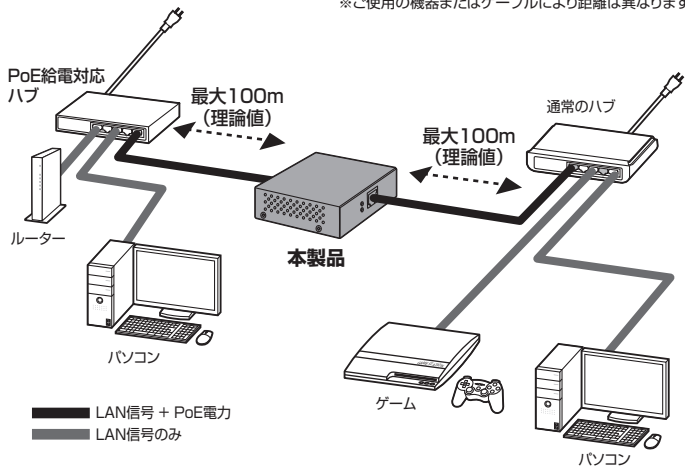 ※ご使用の機器またはケーブルにより距離は異なります
PoE給電対応
ハブ
最大100m
（理論値）
通常のハブ
最大100m
（理論値）
ルーター
本製品
パソコン
ゲーム
LAN信号 + PoE電力
LAN信号のみ
パソコン